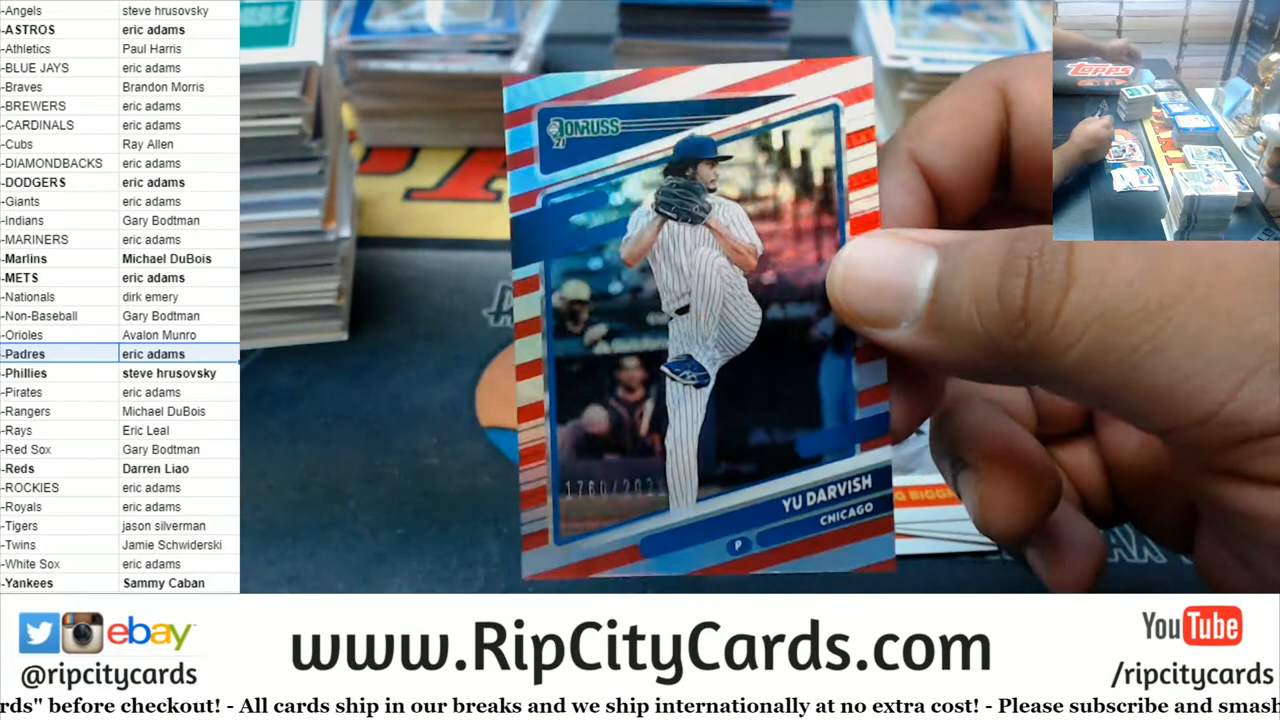 -Angels steve hrusovsky
-ASTROS eric adams
-Athletics Paul Harris
-BLUE JAYS eric adams
-Braves Brandon Morris
-BREWERS eric adams
-CARDINALS eric adams
-Cubs Ray Allen
-DIAMONDBACKS eric adams
-DODGERS eric adams
-Giants eric adams
-Indians Gary Bodtman
-MARINERS eric adams
-Marlins Michael DuBois
-METS eric adams
-Nationals dirk emery
-Non-Baseball Gary Bodtman
-Orioles Avalon Munro
-Padres eric adams
-Phillies steve hrusovsky
-Pirates eric adams
-Rangers Michael DuBois
-Rays Eric Leal
-Red Sox Gary Bodtman
-Reds Darren Liao
-ROCKIES eric adams
-Royals eric adams
-Tigers jason silverman
-Twins Jamie Schwiderski
-White Sox eric adams
-Yankees Sammy Caban
DONRUSS
21
1760/2021
YU DARVISH
CHICAGO
P
Topps
ebay
@ripcitycards
www.RipCityCards.com
YouTube
/ripcitycards
rds" before checkout! - All cards ship in our breaks and we ship internationally at no extra cost! - Please subscribe and smash